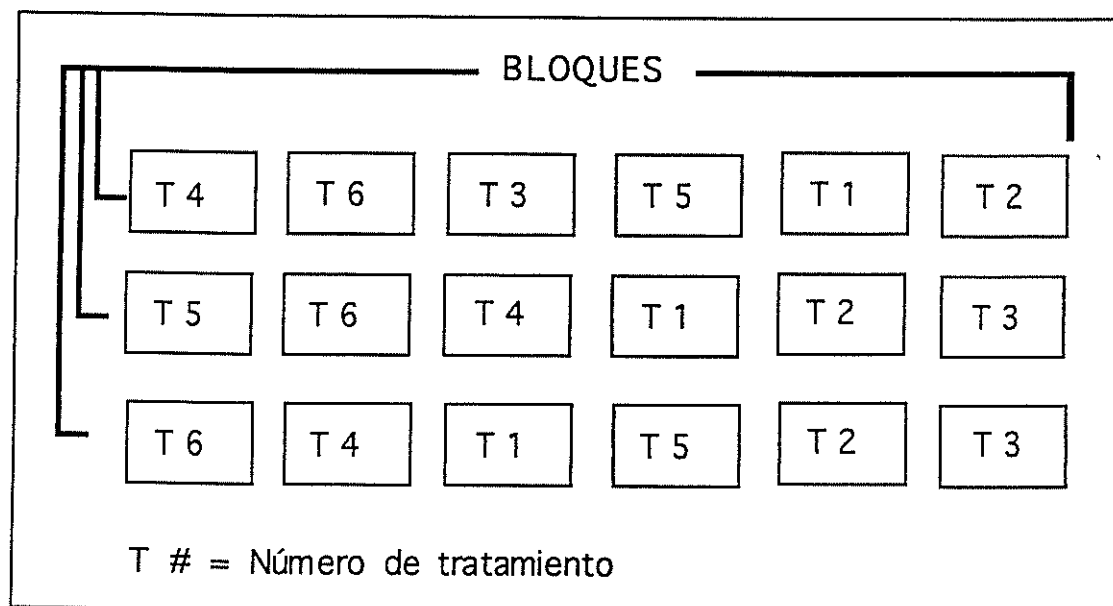 BLOQUES
T 4 T 6 T 3 T 5 T 1 T 2
T 5 T 6 T 4 T 1 T 2 T 3
T 6 T 4 T 1 T 5 T 2 T 3
T # = Número de tratamiento